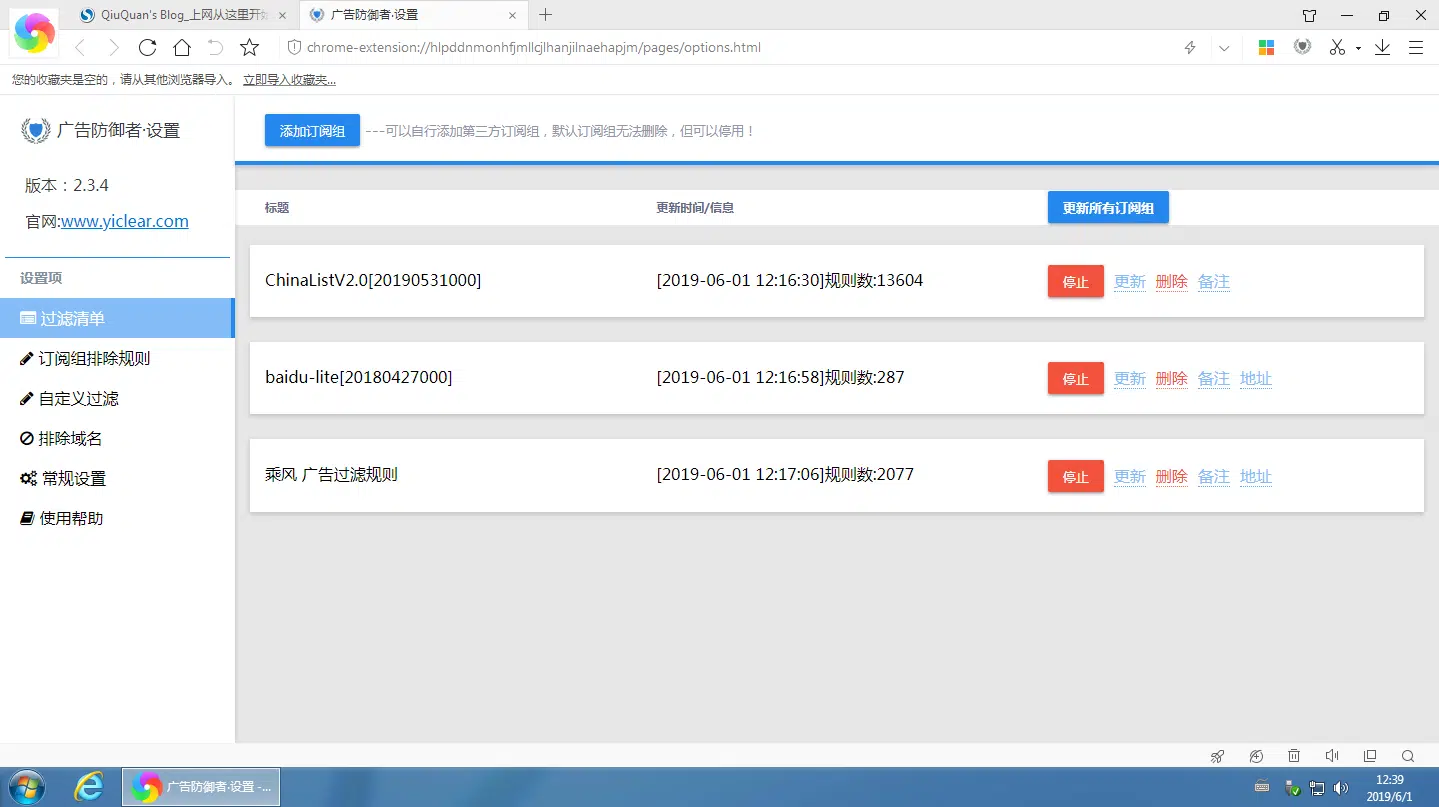 QiuQuan's Blog_上网从这里开始
广告防御者·设置
chrome-extension://hlpddnmonhfjmllcjlhanjilnaehapjm/pages/options.html
您的收藏夹是空的，请从其他浏览器导入。 立即导入收藏夹...
广告防御者·设置
版本：2.3.4
官网:www.yiclear.com
设置项
过滤清单
订阅组排除规则
自定义过滤
排除域名
常规设置
使用帮助
添加订阅组 ---可以自行添加第三方订阅组，默认订阅组无法删除，但可以停用！
标题 更新时间/信息 更新所有订阅组
ChinaListV2.0[20190531000] [2019-06-01 12:16:30]规则数:13604 停止 更新 删除 备注
baidu-lite[20180427000] [2019-06-01 12:16:58]规则数:287 停止 更新 删除 备注 地址
乘风 广告过滤规则 [2019-06-01 12:17:06]规则数:2077 停止 更新 删除 备注 地址
广告防御者·设置 -...
12:39
2019/6/1